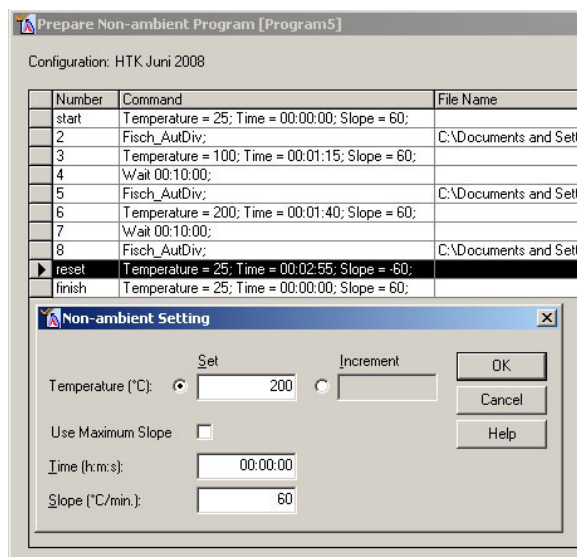 Prepare Non-ambient Program [Program5]
Configuration: HTK Juni 2008
Number Command File Name
start Temperature = 25; Time = 00:00:00; Slope = 60;
2 Fisch_AutDiv; C:\Documents and Sett
3 Temperature = 100; Time = 00:01:15; Slope = 60;
4 Wait 00:10:00;
5 Fisch_AutDiv; C:\Documents and Sett
6 Temperature = 200; Time = 00:01:40; Slope = 60;
7 Wait 00:10:00;
8 Fisch_AutDiv; C:\Documents and Sett
reset Temperature = 25; Time = 00:02:55; Slope = -60;
finish Temperature = 25; Time = 00:00:00; Slope = 60;
Non-ambient Setting
Set Increment OK
Temperature (°C): 200
Cancel
Use Maximum Slope Help
Time (h:m:s): 00:00:00
Slope (°C/min.): 60